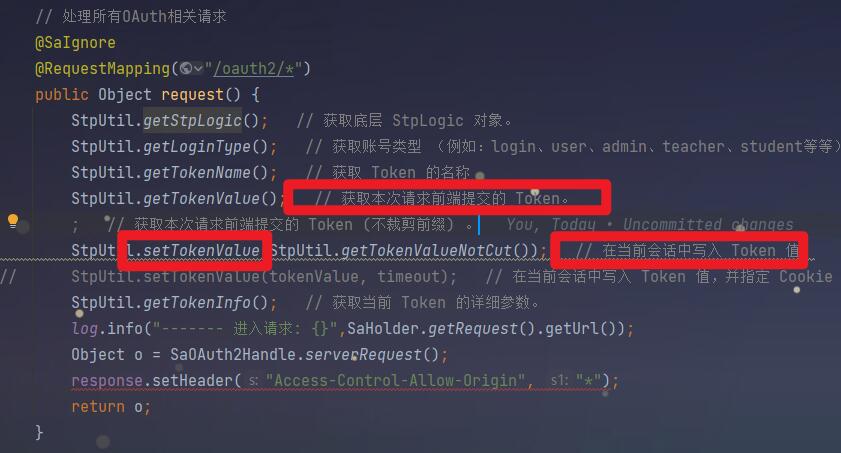 // 处理所有OAuth相关请求
@SaIgnore
@RequestMapping("/oauth2/*")
public Object request() {
StpUtil.getStpLogic(); // 获取底层 StpLogic 对象。
StpUtil.getLoginType(); // 获取账号类型 （例如：login、user、admin、teacher、student等等）
StpUtil.getTokenName(); // 获取 Token 的名称
StpUtil.getTokenValue(); // 获取本次请求前端提交的 Token。
; // 获取本次请求前端提交的 Token (不裁剪前缀) 。 You, Today • Uncommitted changes
StpUtil.setTokenValue(StpUtil.getTokenValueNotCut()); // 在当前会话中写入 Token 值
// StpUtil.setTokenValue(tokenValue, timeout); // 在当前会话中写入 Token 值，并指定 Cookie
StpUtil.getTokenInfo(); // 获取当前 Token 的详细参数。
log.info("------- 进入请求: {}",SaHolder.getRequest().getUrl());
Object o = SaOAuth2Handle.serverRequest();
response.setHeader( s: "Access-Control-Allow-Origin", s1: "*");
return o;
}